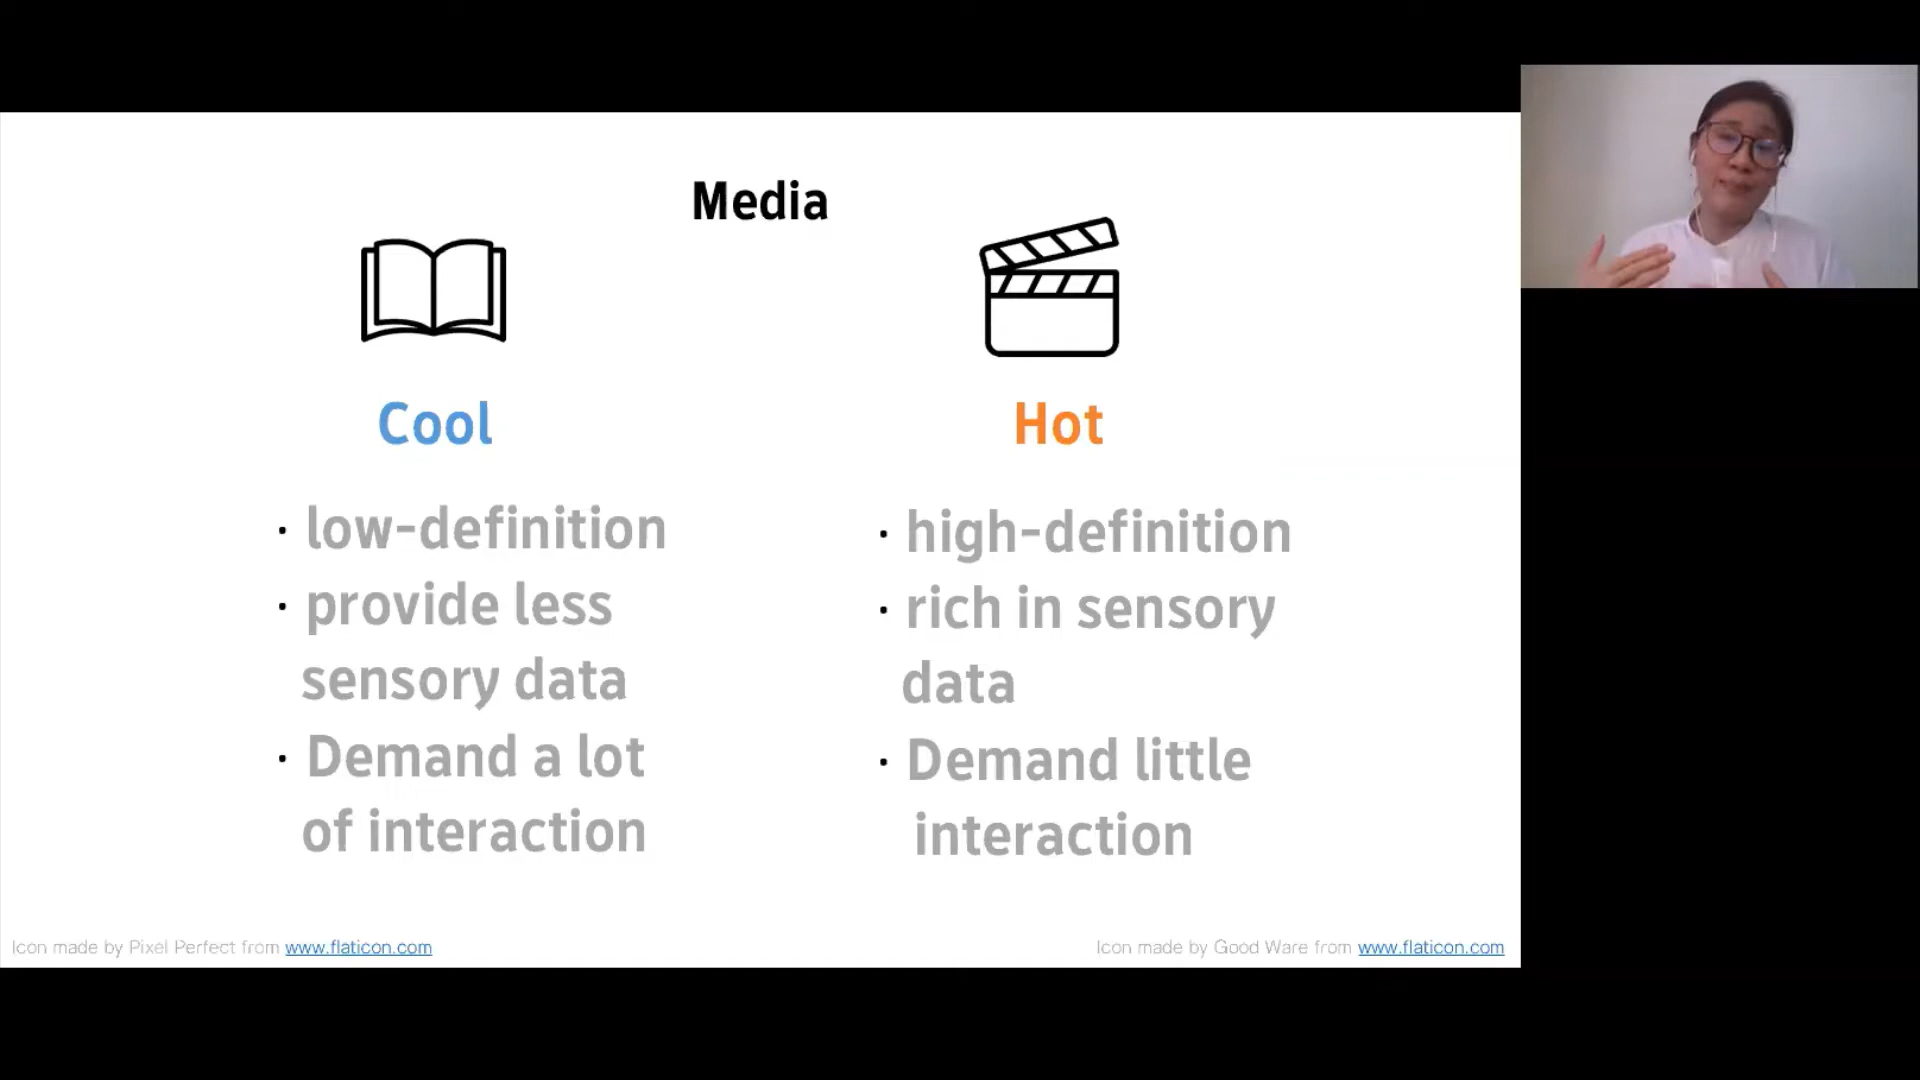 Media
Cool
· low-definition
· provide less
sensory data
· Demand a lot
of interaction
Hot
· high-definition
· rich in sensory
data
· Demand little
interaction
Icon made by Pixel Perfect from www.flaticon.com
Icon made by Good Ware from www.flaticon.com